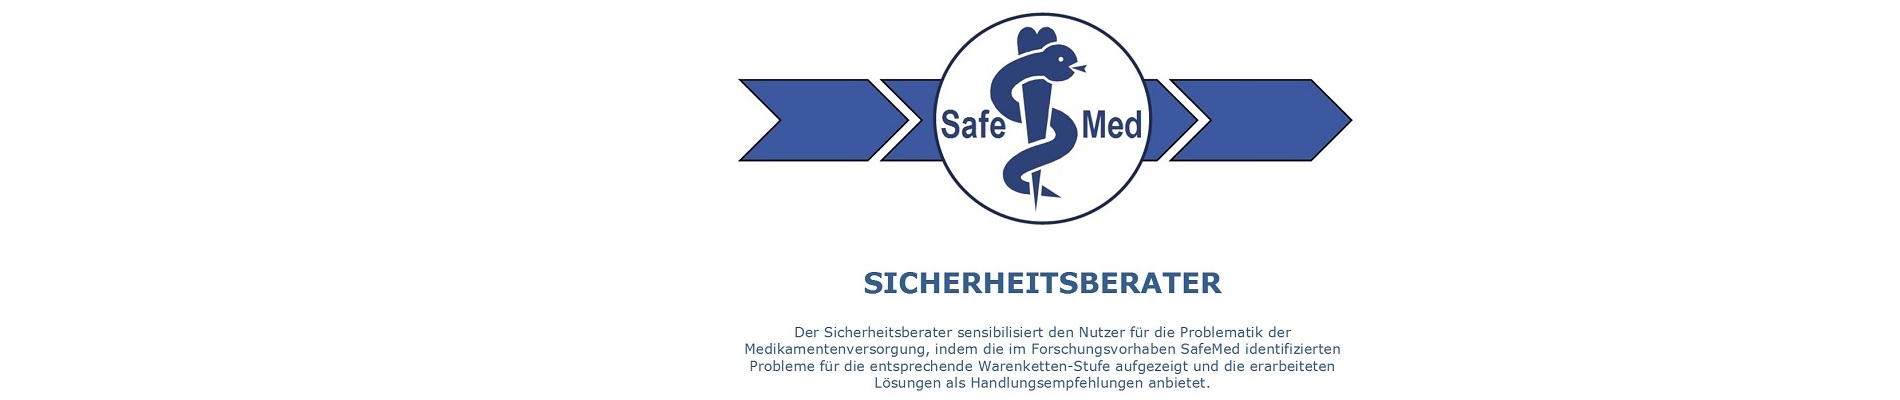 Safe Med
SICHERHEITSBERATER
Der Sicherheitsberater sensibilisiert den Nutzer für die Problematik der
Medikamentenversorgung, indem die im Forschungsvorhaben SafeMed identifizierten
Probleme für die entsprechende Warenketten-Stufe aufgezeigt und die erarbeiteten
Lösungen als Handlungsempfehlungen anbietet.